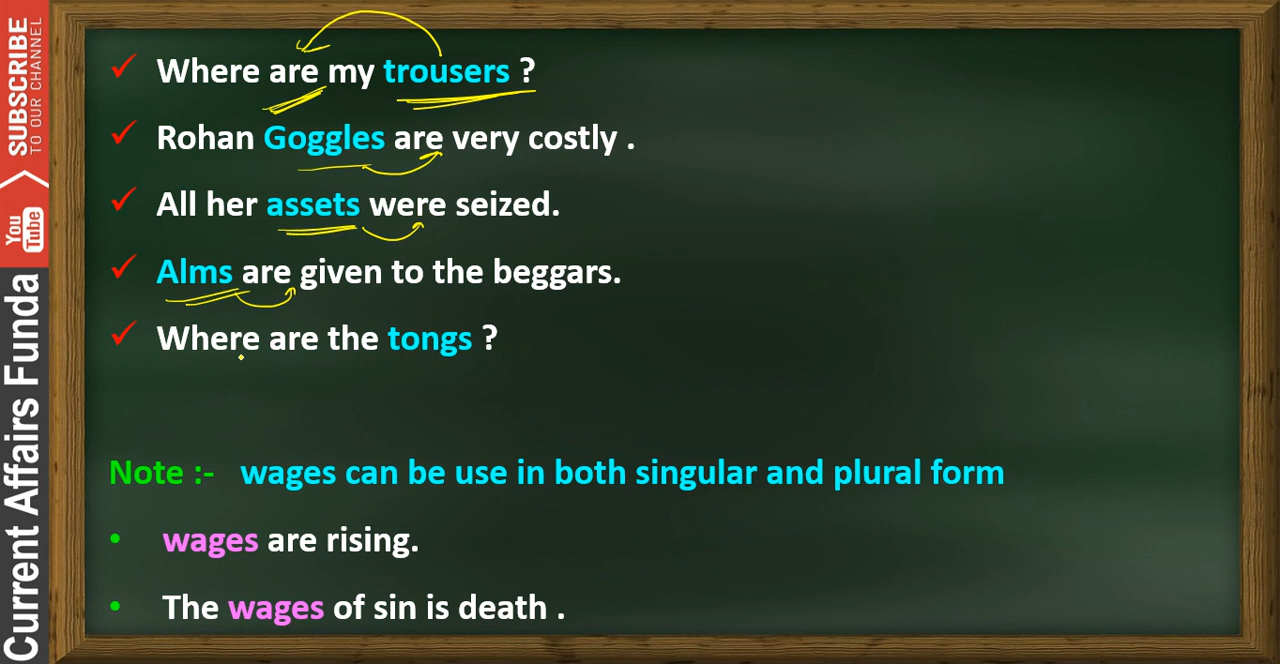 SUBSCRIBE
TO OUR CHANNEL
You
Tube
Current Affairs Funda
Where are my trousers ?
Rohan Goggles are very costly .
All her assets were seized.
Alms are given to the beggars.
Where are the tongs ?
Note :- wages can be use in both singular and plural form
wages are rising.
The wages of sin is death .